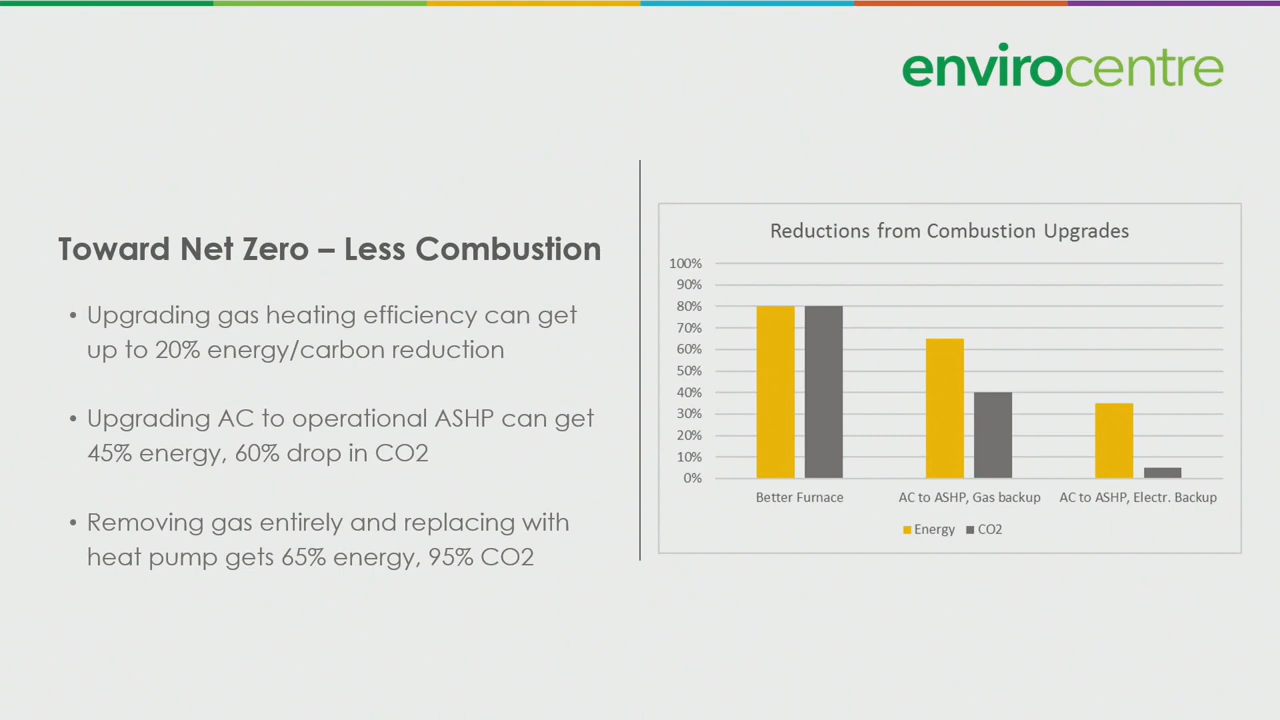 envirocentre
Toward Net Zero – Less Combustion
• Upgrading gas heating efficiency can get
up to 20% energy/carbon reduction
• Upgrading AC to operational ASHP can get
45% energy, 60% drop in CO2
• Removing gas entirely and replacing with
heat pump gets 65% energy, 95% CO2
Reductions from Combustion Upgrades
100%
90%
80%
70%
60%
50%
40%
30%
20%
10%
0%
Better Furnace
AC to ASHP, Gas backup
AC to ASHP, Electr. Backup
Energy
CO2